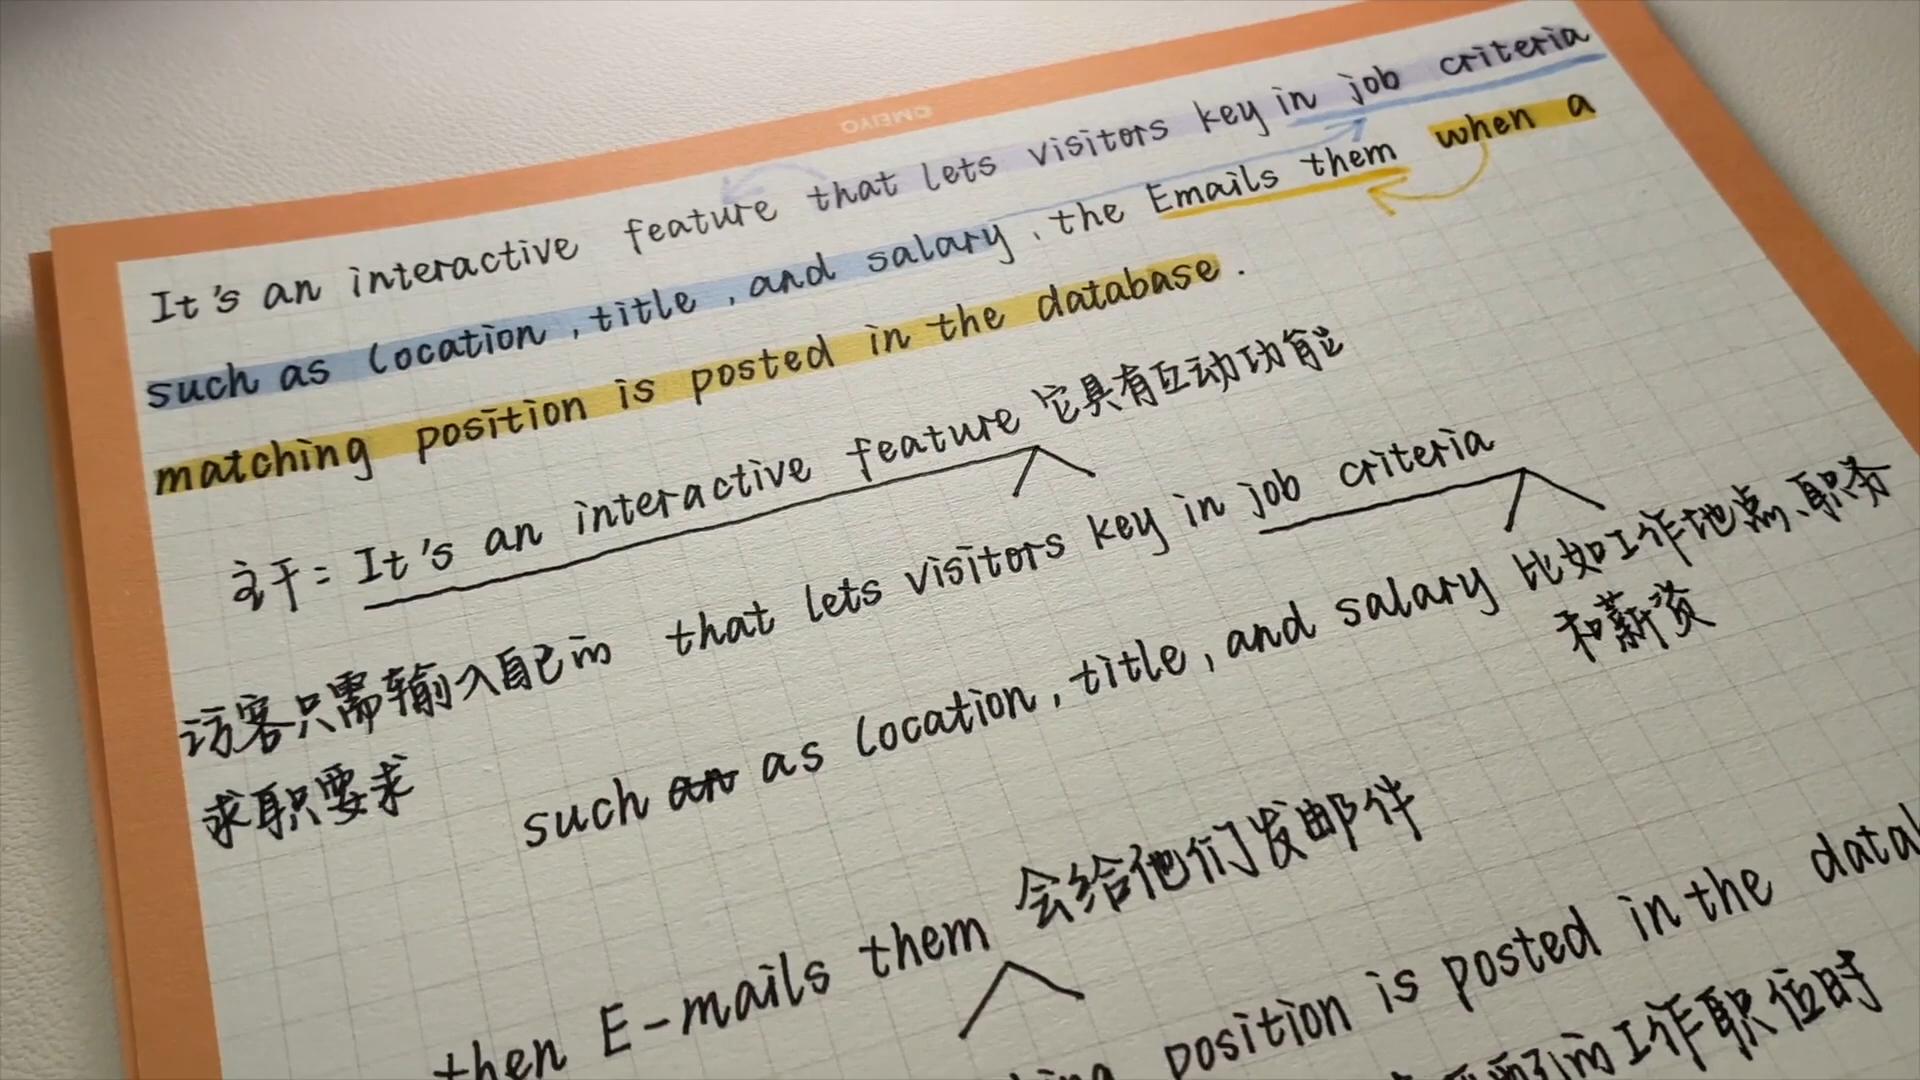 It's an interactive feature that lets visitors key in job criteria
such as location, title, and salary, the Emails them when a
matching position is posted in the database.
主干= It's an interactive feature 它具有互动功能
访客只需输入自己的 that lets visitors key in job criteria
求职要求 such an as location, title, and salary 比如工作地点、职务
和薪资
then E-mails them 会给他们发邮件
position is posted in the
工作职位时